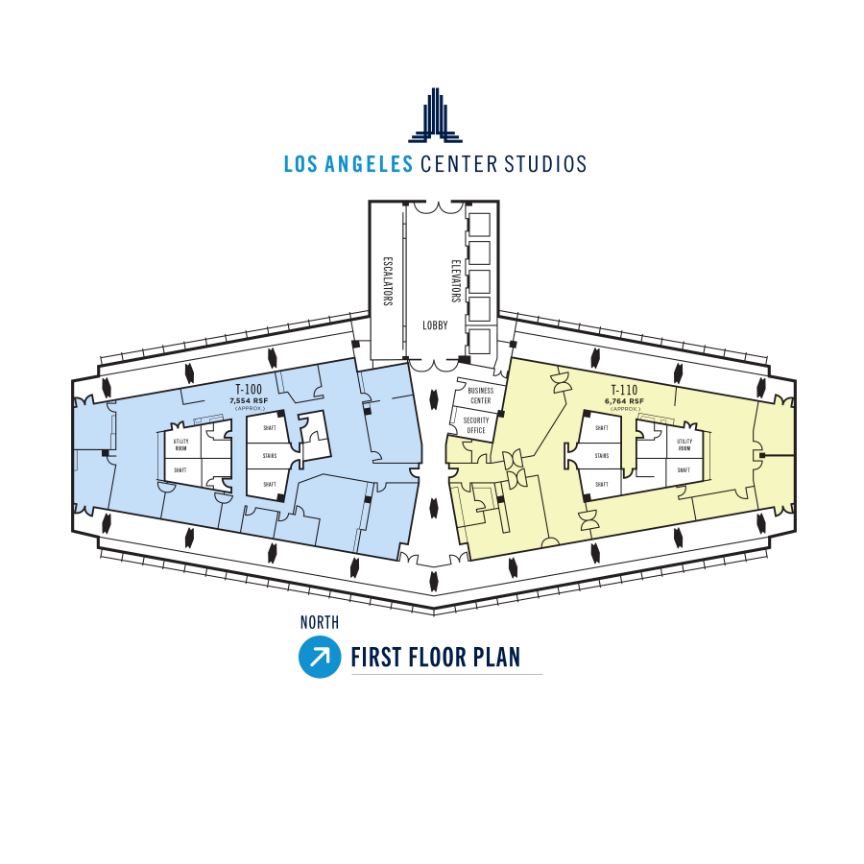 LOS ANGELES CENTER STUDIOS
ESCALATORS
ELEVATORS
LOBBY
T-100
7,554 RSF
(APPROX.)
BUSINESS
CENTER
SECURITY
OFFICE
T-110
6,764 RSF
(APPROX.)
UTILITY
ROOM
SHAFT
SHAFT
STAIRS
SHAFT
SHAFT
STAIRS
SHAFT
UTILITY
ROOM
SHAFT
NORTH
FIRST FLOOR PLAN